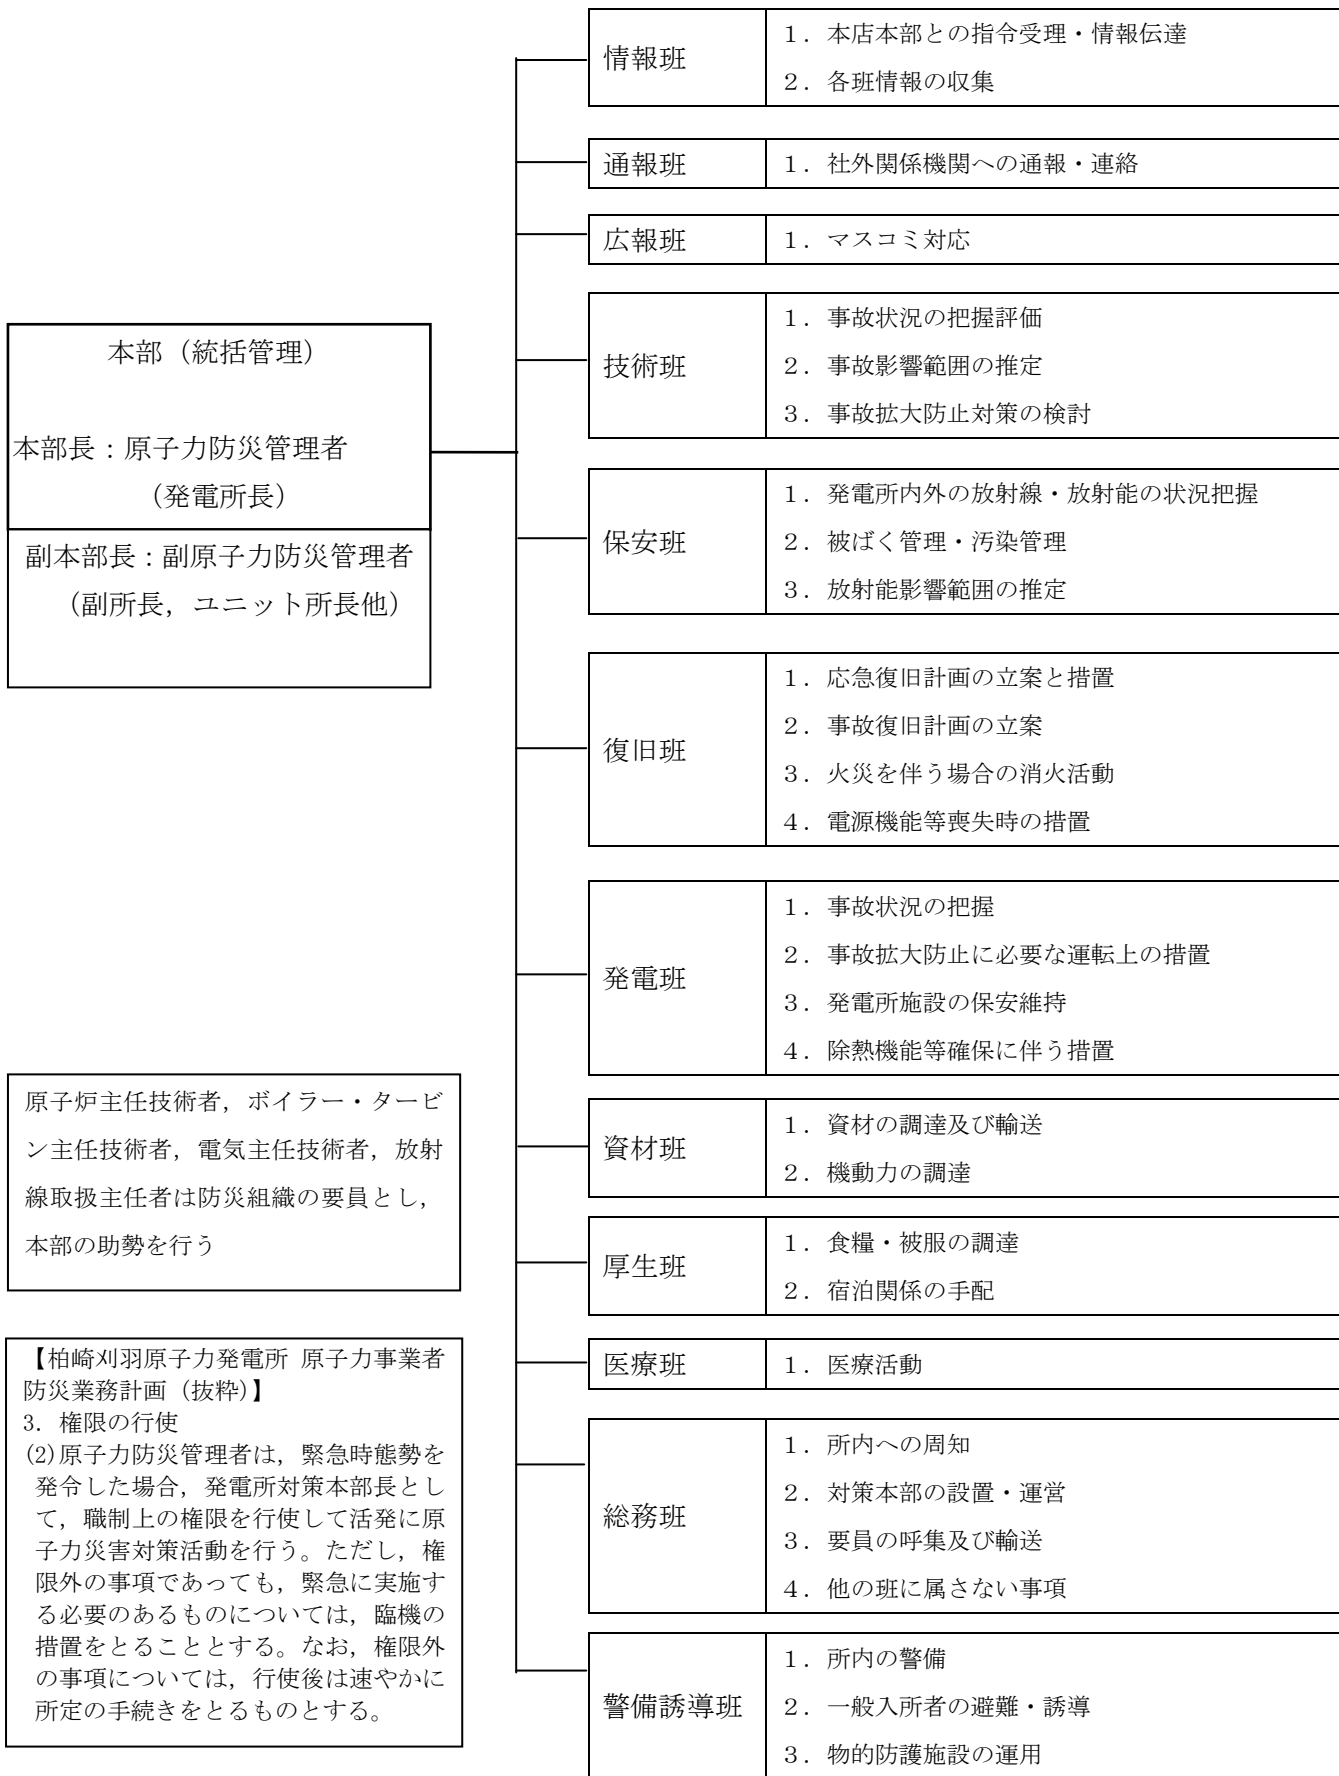 本部（統括管理）
本部長：原子力防災管理者
（発電所長）
副本部長：副原子力防災管理者
（副所長，ユニット所長他）
原子炉主任技術者，ボイラー・タービ
ン主任技術者，電気主任技術者，放射
線取扱主任者は防災組織の要員とし，
本部の助勢を行う
【柏崎刈羽原子力発電所 原子力事業者
防災業務計画（抜粋）】
3．権限の行使
(2)原子力防災管理者は，緊急時態勢を
発令した場合，発電所対策本部長とし
て，職制上の権限を行使して活発に原
子力災害対策活動を行う。ただし，権
限外の事項であっても，緊急に実施す
る必要のあるものについては，臨機の
措置をとることとする。なお，権限外
の事項については，行使後は速やかに
所定の手続きをとるものとする。
情報班
１．本店本部との指令受理・情報伝達
２．各班情報の収集
通報班
１．社外関係機関への通報・連絡
広報班
１．マスコミ対応
技術班
１．事故状況の把握評価
２．事故影響範囲の推定
３．事故拡大防止対策の検討
保安班
１．発電所内外の放射線・放射能の状況把握
２．被ばく管理・汚染管理
３．放射能影響範囲の推定
復旧班
１．応急復旧計画の立案と措置
２．事故復旧計画の立案
３．火災を伴う場合の消火活動
４．電源機能等喪失時の措置
発電班
１．事故状況の把握
２．事故拡大防止に必要な運転上の措置
３．発電所施設の保安維持
４．除熱機能等確保に伴う措置
資材班
１．資材の調達及び輸送
２．機動力の調達
厚生班
１．食糧・被服の調達
２．宿泊関係の手配
医療班
１．医療活動
総務班
１．所内への周知
２．対策本部の設置・運営
３．要員の呼集及び輸送
４．他の班に属さない事項
警備誘導班
１．所内の警備
２．一般入所者の避難・誘導
３．物的防護施設の運用